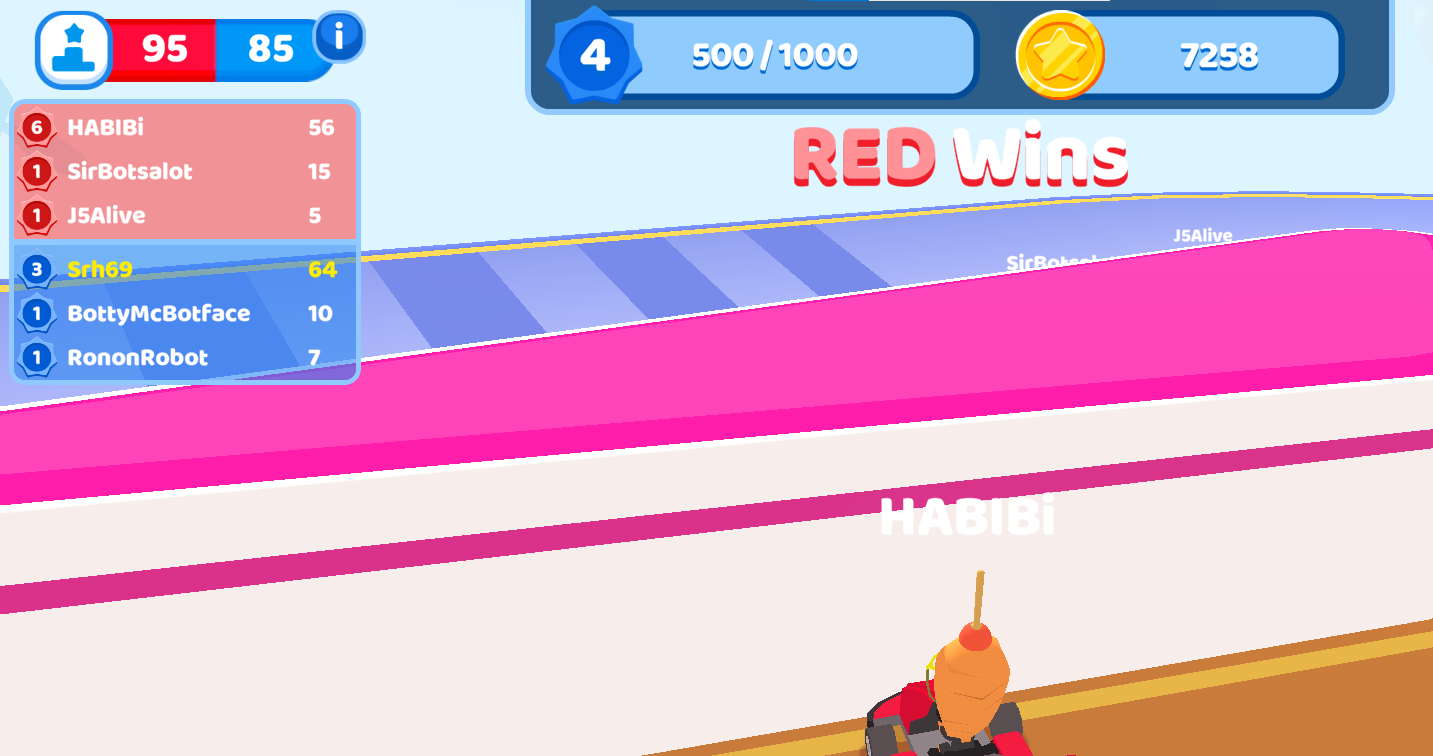 95 85 i
4 500/1000 7258
RED Wins
6 HABIBi 56
1 SirBotsalot 15
1 J5Alive 5
3 Srh69 64
1 BottyMcBotface 10
1 RononRobot 7
J5Alive
HABIBi